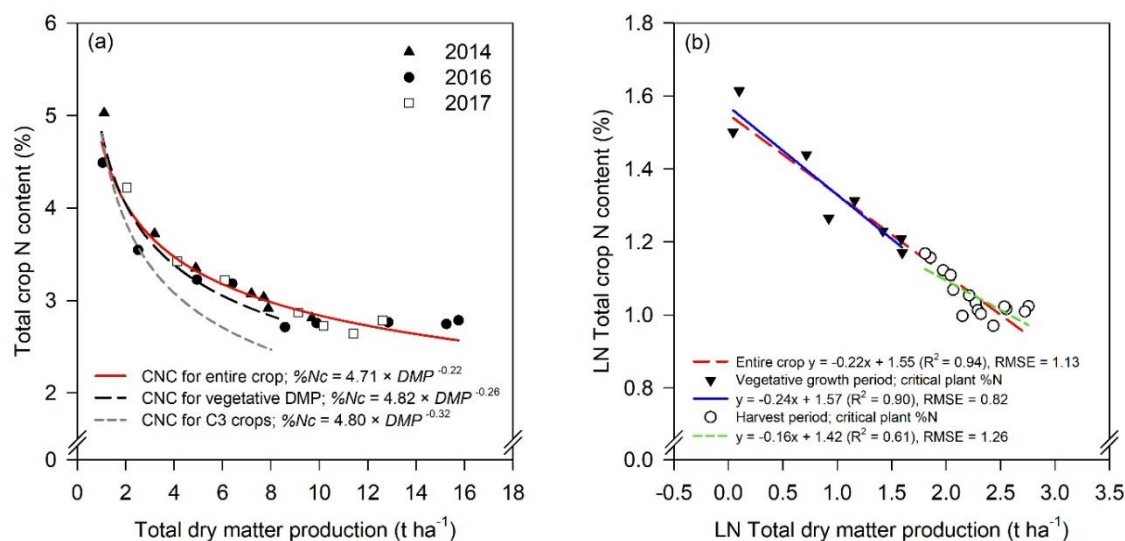 (a)
2014
2016
2017
6
5
4
3
2
0
Total crop N content (%)
CNC for entire crop; %Nc = 4.71 × DMP -0.22
CNC for vegetative DMP; %Nc = 4.82 × DMP -0.26
CNC for C3 crops; %Nc = 4.80 × DMP -0.32
0 2 4 6 8 10 12 14 16 18
Total dry matter production (t ha-1)
(b)
1.8
1.6
1.4
1.2
1.0
0.8
0.0
LN Total crop N content (%)
Entire crop y = -0.22x + 1.55 (R2 = 0.94), RMSE = 1.13
Vegetative growth period; critical plant %N
y = -0.24x + 1.57 (R2 = 0.90), RMSE = 0.82
Harvest period; critical plant %N
y = -0.16x + 1.42 (R2 = 0.61), RMSE = 1.26
-0.5 0.0 0.5 1.0 1.5 2.0 2.5 3.0 3.5
LN Total dry matter production (t ha-1)